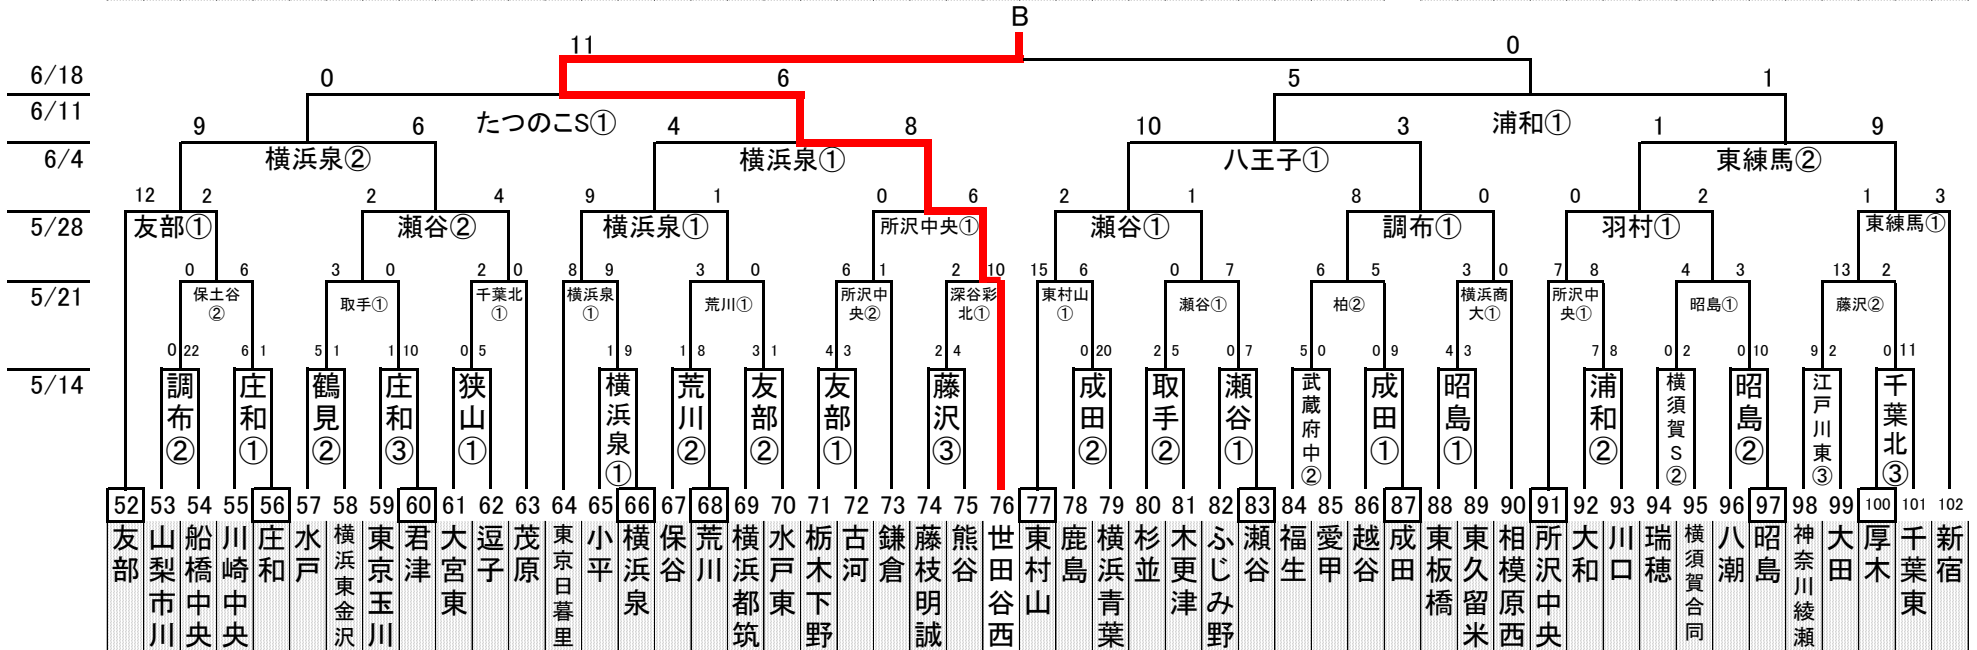 B
11 0
6/18 0 6 5 1
6/11 たつのこS① 浦和①
9 6 4 8 10 3 1 9
6/4 横浜泉② 横浜泉① 八王子① 東練馬②
12 2 2 4 9 1 0 6 2 1 8 0 0 2 1 3
5/28 友部① 瀬谷② 横浜泉① 所沢中央① 瀬谷① 調布① 羽村① 東練馬①
0 6 3 0 2 0 8 9 3 0 6 1 2 10 15 6 0 7 6 5 3 0 7 8 4 3 13 2
5/21 保土谷② 取手① 千葉北① 横浜泉① 荒川① 所沢中央② 深谷彩北① 東村山① 瀬谷① 柏② 横浜商大① 所沢中央① 昭島① 藤沢②
0 22 6 1 5 1 1 10 0 5 1 9 1 8 3 1 4 3 2 4 0 20 2 5 0 7 5 0 0 9 4 3 7 8 0 2 0 10 9 2 0 11
5/14 調布② 庄和① 鶴見② 庄和③ 狭山① 横浜泉① 荒川② 友部② 友部① 藤沢③ 成田② 取手② 瀬谷① 武蔵府中② 成田① 昭島① 浦和② 横須賀S② 昭島② 江戸川東③ 千葉北③
52 53 54 55 56 57 58 59 60 61 62 63 64 65 66 67 68 69 70 71 72 73 74 75 76 77 78 79 80 81 82 83 84 85 86 87 88 89 90 91 92 93 94 95 96 97 98 99 100 101 102
友部 山梨市川 船橋中央 川崎中央 庄和 水戸 横浜東金沢 東京玉川 君津 大宮東 逗子 茂原 東京日暮里 小平 横浜泉 保谷 荒川 横浜都筑 水戸東 栃木下野 古河 鎌倉 藤枝明誠 熊谷 世田谷西 東村山 鹿島 横浜青葉 杉並 木更津 ふじみ野 瀬谷 福生 愛甲 越谷 成田 東板橋 東久留米 相模原西 所沢中央 大和 川口 瑞穂 横須賀合同 八潮 昭島 神奈川綾瀬 大田 厚木 千葉東 新宿